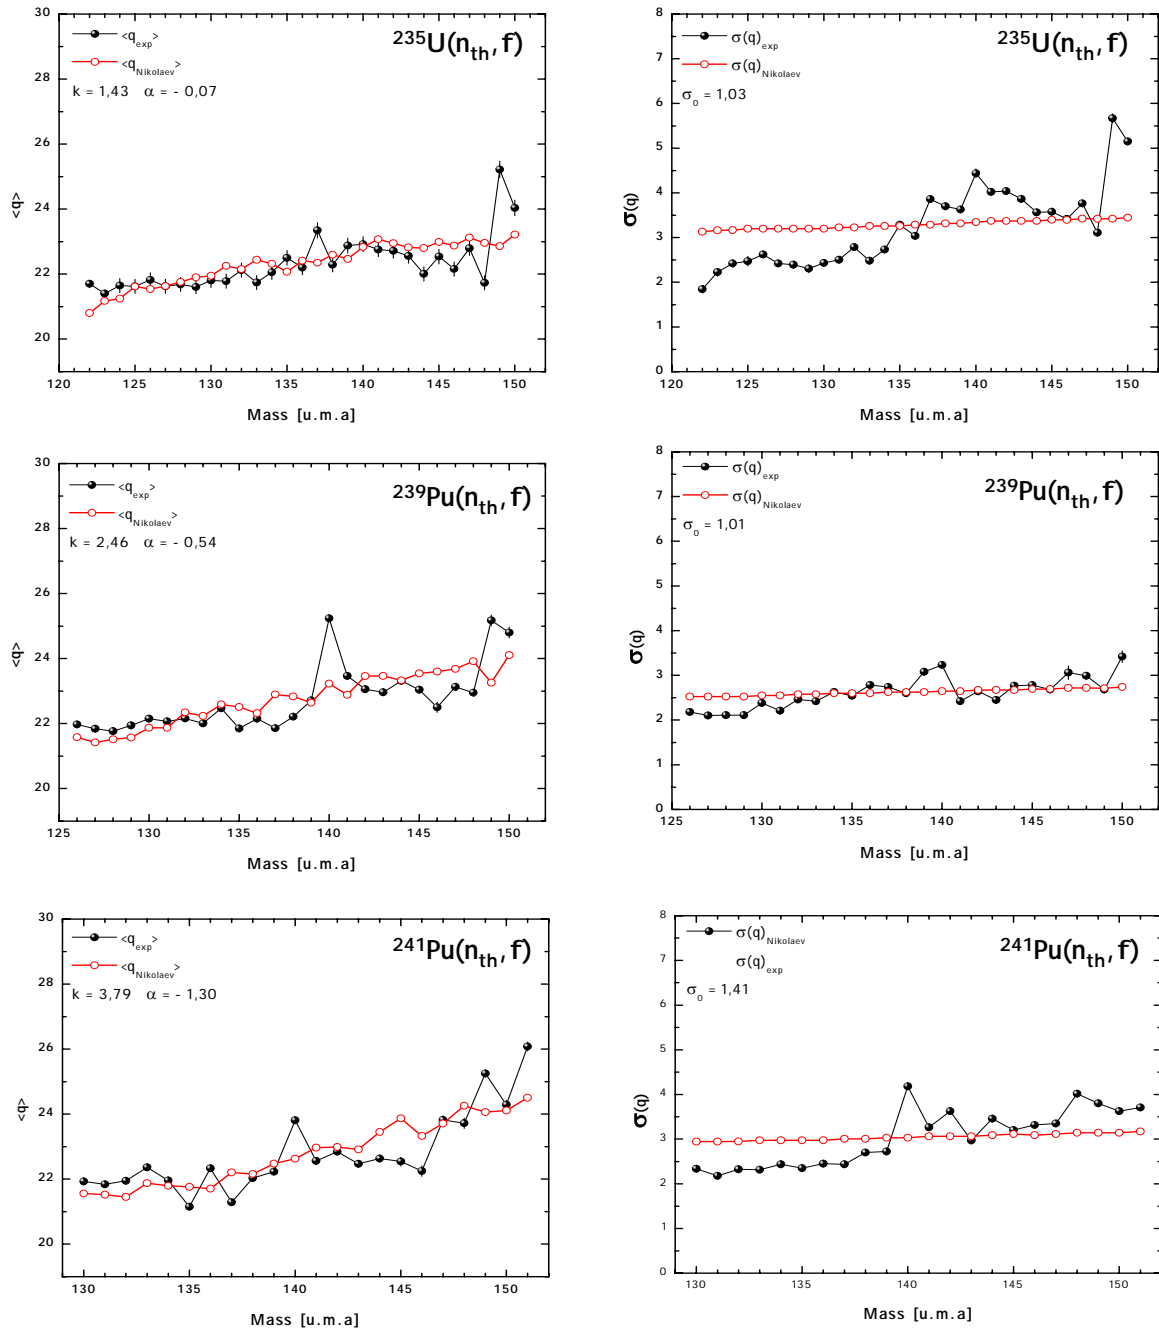 <q_exp>
<q_Nikolaev>
k = 1,43 α = - 0,07
235U(n_th, f)
30
28
26
24
22
20
<q>
120 125 130 135 140 145 150
Mass [u.m.a]
σ(q)_exp
σ(q)_Nikolaev
σ_0 = 1,03
235U(n_th, f)
8
7
6
5
4
3
2
1
0
σ(q)
120 125 130 135 140 145 150
Mass [u.m.a]
<q_exp>
<q_Nikolaev>
k = 2,46 α = - 0,54
239Pu(n_th, f)
30
28
26
24
22
20
<q>
125 130 135 140 145 150
Mass [u.m.a]
σ(q)_exp
σ(q)_Nikolaev
σ_0 = 1,01
239Pu(n_th, f)
8
7
6
5
4
3
2
1
0
σ(q)
125 130 135 140 145 150
Mass [u.m.a]
<q_exp>
<q_Nikolaev>
k = 3,79 α = - 1,30
241Pu(n_th, f)
30
28
26
24
22
20
<q>
130 135 140 145 150
Mass [u.m.a]
σ(q)_Nikolaev
σ(q)_exp
σ_0 = 1,41
241Pu(n_th, f)
8
7
6
5
4
3
2
1
0
σ(q)
130 135 140 145 150
Mass [u.m.a]